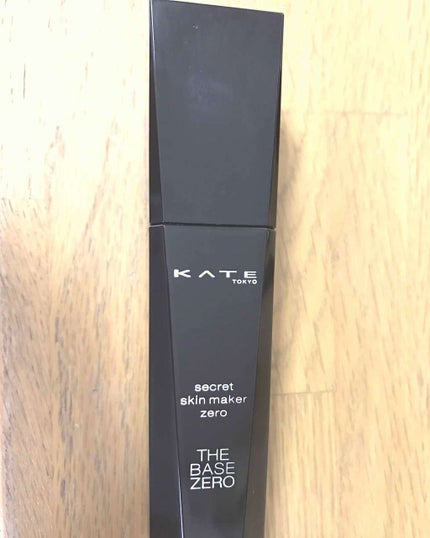 KATE
TOKYO
secret
skin maker
zero
THE
BASE
ZERO